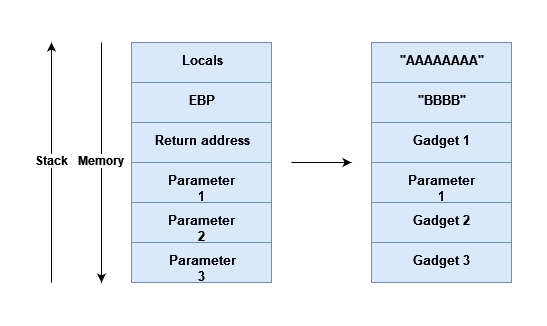 Locals
"AAAAAAAA"
EBP
"BBBB"
Return address
Gadget 1
Stack
Memory
Parameter
1
Parameter
1
Parameter
2
Gadget 2
Parameter
3
Gadget 3